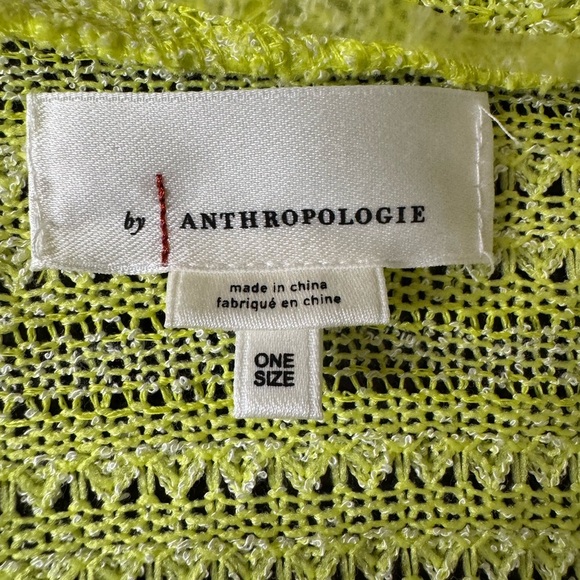 by ANTHROPOLOGIE
made in china
fabriqué en chine
ONE
SIZE